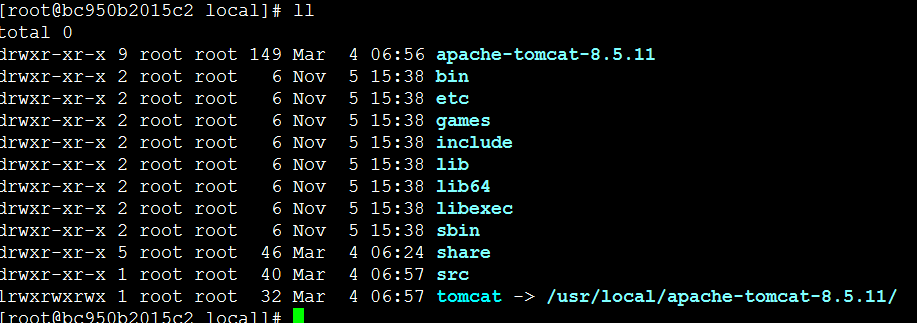 [root@bc950b2015c2 local]# ll
total 0
drwxr-xr-x 9 root root 149 Mar  4 06:56 apache-tomcat-8.5.11
drwxr-xr-x 2 root root   6 Nov  5 15:38 bin
drwxr-xr-x 2 root root   6 Nov  5 15:38 etc
drwxr-xr-x 2 root root   6 Nov  5 15:38 games
drwxr-xr-x 2 root root   6 Nov  5 15:38 include
drwxr-xr-x 2 root root   6 Nov  5 15:38 lib
drwxr-xr-x 2 root root   6 Nov  5 15:38 lib64
drwxr-xr-x 2 root root   6 Nov  5 15:38 libexec
drwxr-xr-x 2 root root   6 Nov  5 15:38 sbin
drwxr-xr-x 5 root root  46 Mar  4 06:24 share
drwxr-xr-x 1 root root  40 Mar  4 06:57 src
lrwxrwxrwx 1 root root  32 Mar  4 06:57 tomcat -> /usr/local/apache-tomcat-8.5.11/
[root@bc950b2015c2 local]#